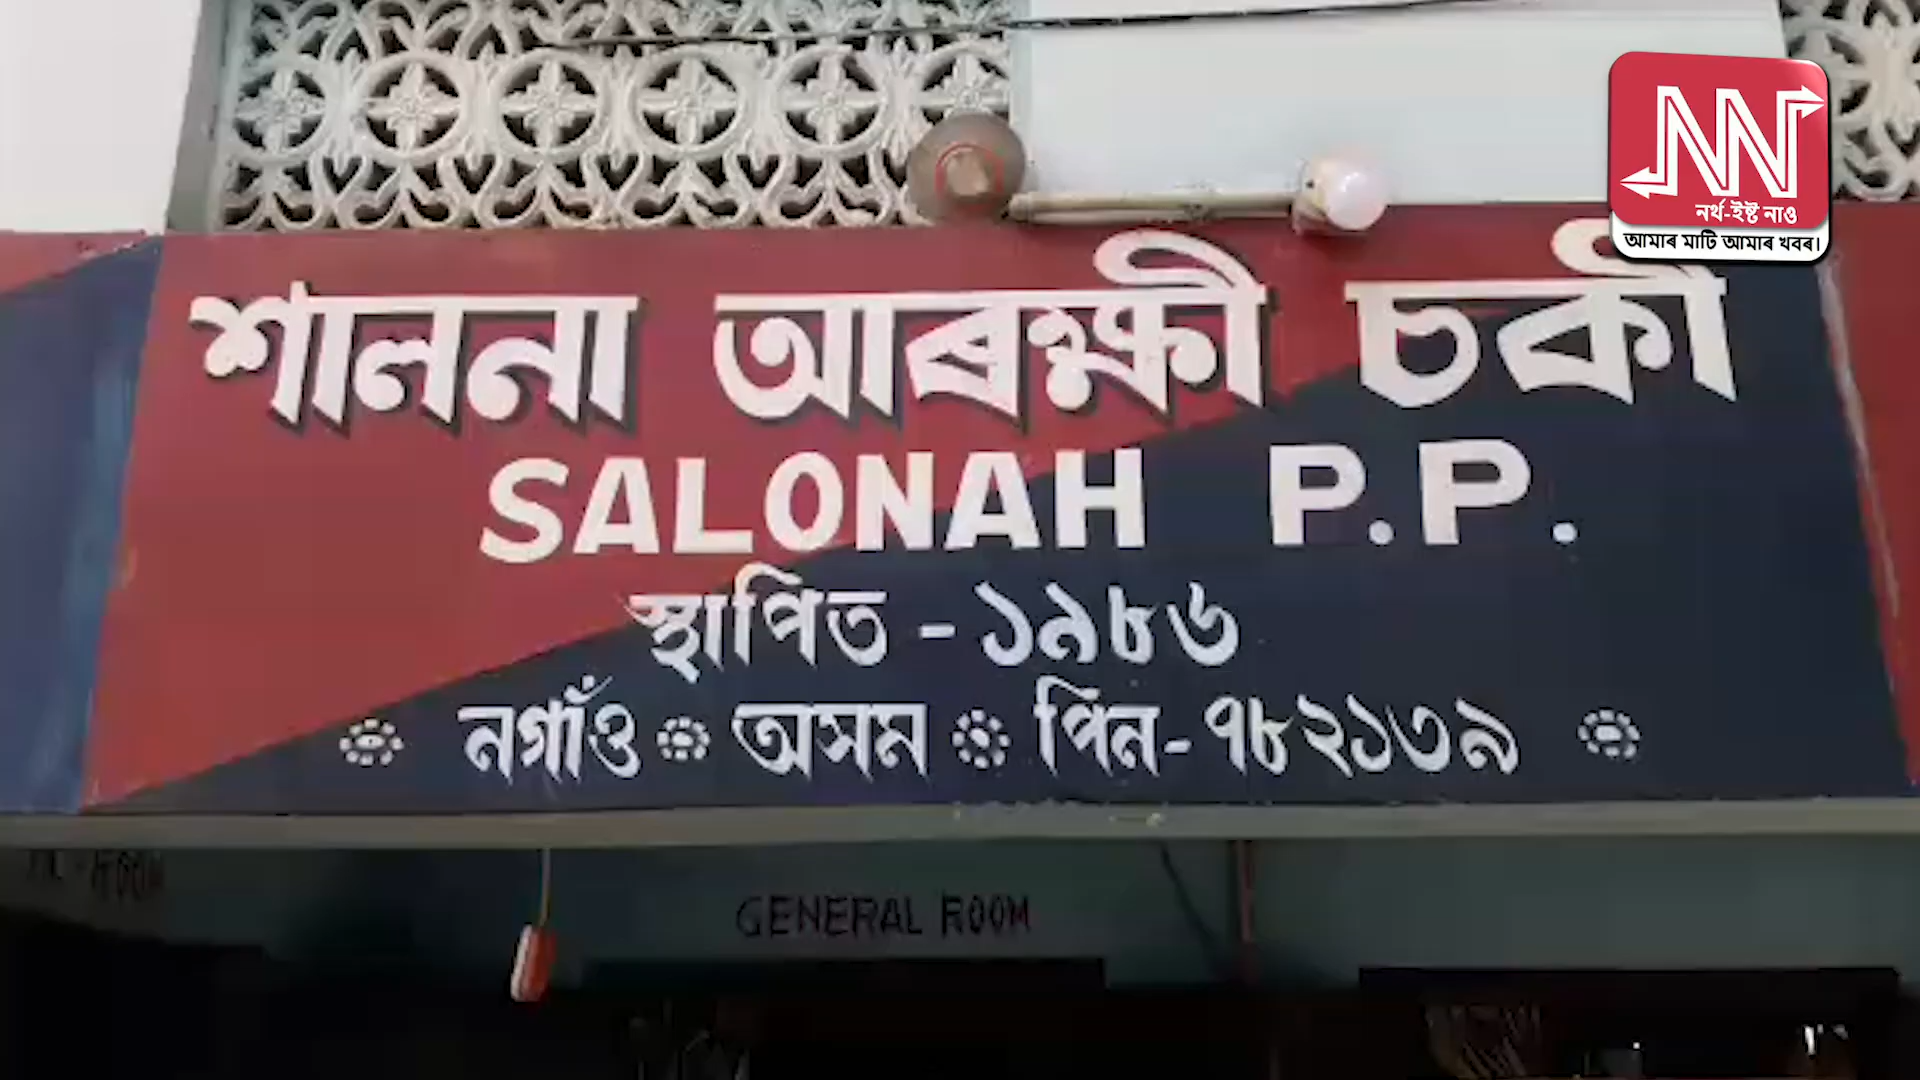 নৰ্থ-ইষ্ট নাও
আমাৰ মাটি আমাৰ খবৰ।
শালনা আৰক্ষী চকী
SALONAH P.P.
স্থাপিত - ১৯৮৬
নগাঁও অসম পিন-৭৮২১৩৯
GENERAL ROOM